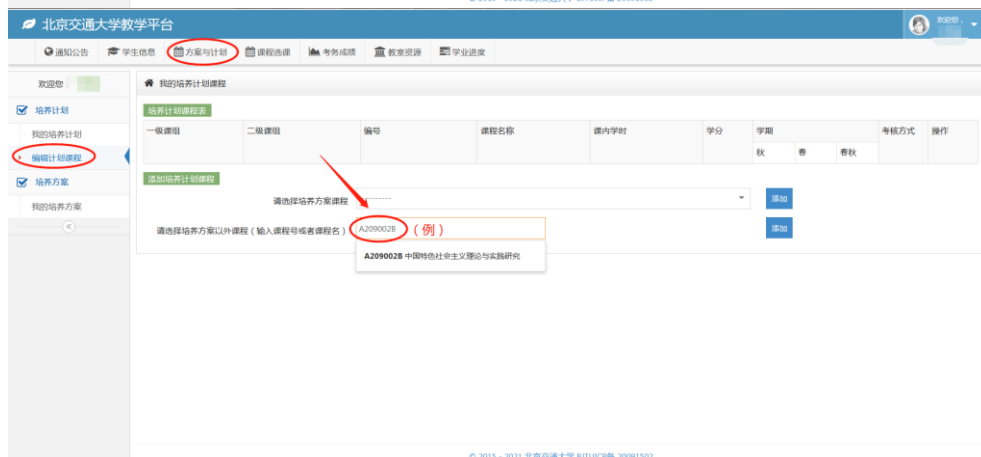 北京交通大学教学平台
欢迎您，
通知公告 学生信息 方案与计划 课程选课 考务成绩 教室资源 学业进度
欢迎您
我的培养计划课程
培养计划
培养计划课程表
我的培养计划
一级课组 二级课组 编号 课程名称 课内学时 学分 学期 考核方式 操作
秋 春 春秋
编辑计划课程
培养方案
添加培养计划课程
我的培养方案
请选择培养方案课程 --------- 添加
请选择培养方案以外课程（输入课程号或者课程名） A209002B （例） 添加
A209002B 中国特色社会主义理论与实践研究
© 2015 - 2021 北京交通大学